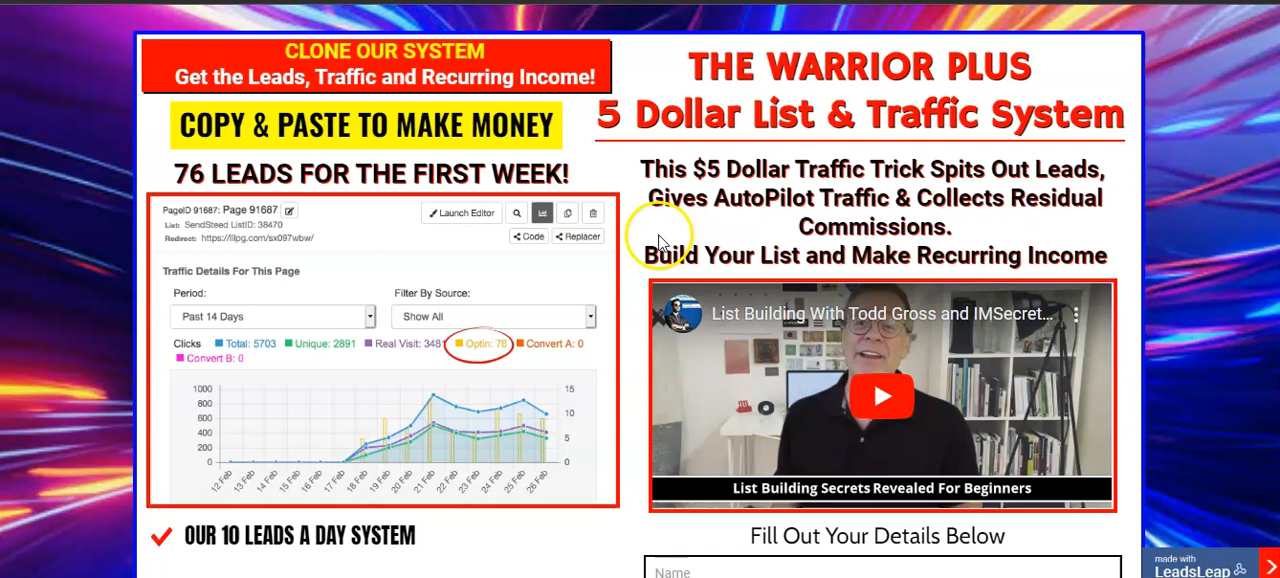 CLONE OUR SYSTEM
Get the Leads, Traffic and Recurring Income!
COPY & PASTE TO MAKE MONEY
76 LEADS FOR THE FIRST WEEK!
PageID 91687: Page 91687
Launch Editor
List: SendSteed ListID: 38470
Redirect: https://lllpg.com/sx097wbw/
Code
Replacer
Traffic Details For This Page
Period:
Filter By Source:
Past 14 Days
Show All
Clicks Total: 5703 Unique: 2891 Real Visit: 3481 Optin: 76 Convert A: 0
Convert B: 0
1000
800
600
400
200
0
15
10
5
0
12 Feb 13 Feb 14 Feb 15 Feb 16 Feb 17 Feb 18 Feb 19 Feb 20 Feb 21 Feb 22 Feb 23 Feb 24 Feb 25 Feb 26 Feb
OUR 10 LEADS A DAY SYSTEM
THE WARRIOR PLUS
5 Dollar List & Traffic System
This $5 Dollar Traffic Trick Spits Out Leads,
Gives AutoPilot Traffic & Collects Residual
Commissions.
Build Your List and Make Recurring Income
List Building With Todd Gross and IMSecret...
List Building Secrets Revealed For Beginners
Fill Out Your Details Below
Name
made with
LeadsLeap